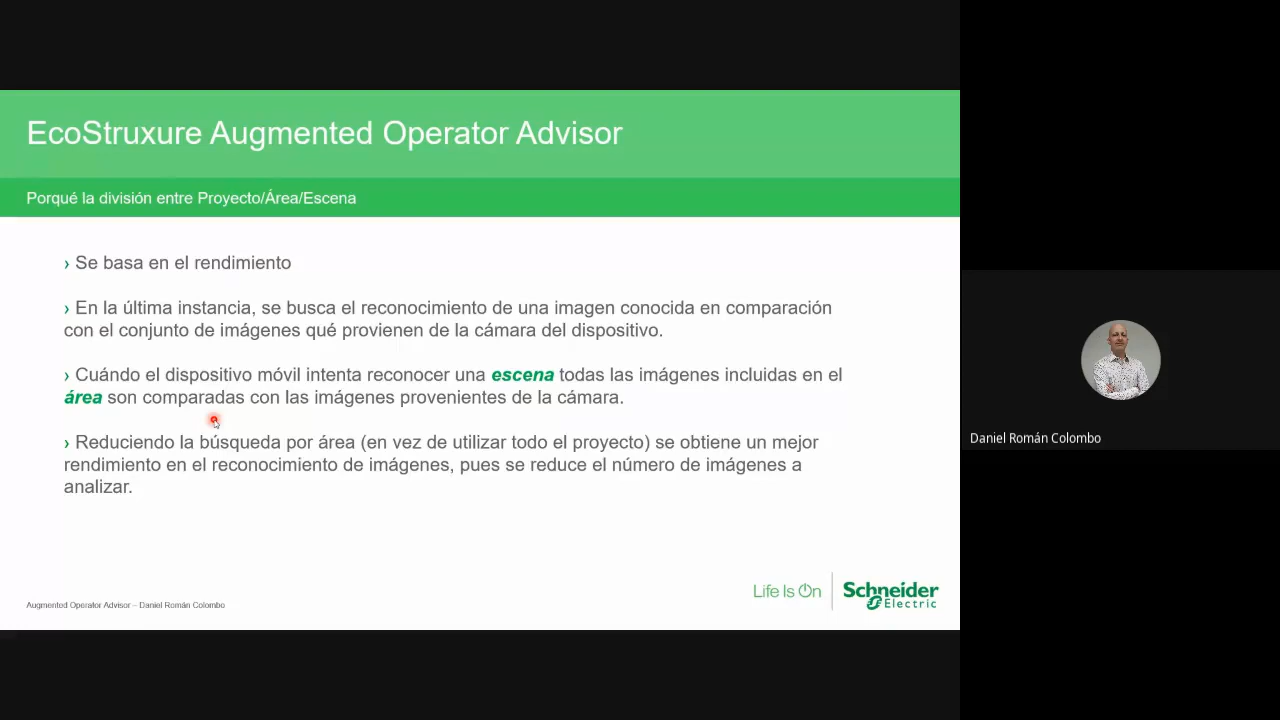 EcoStruxure Augmented Operator Advisor
Porqué la división entre Proyecto/Área/Escena
› Se basa en el rendimiento
› En la última instancia, se busca el reconocimiento de una imagen conocida en comparación
con el conjunto de imágenes qué provienen de la cámara del dispositivo.
› Cuándo el dispositivo móvil intenta reconocer una escena todas las imágenes incluidas en el
área son comparadas con las imágenes provenientes de la cámara.
› Reduciendo la búsqueda por área (en vez de utilizar todo el proyecto) se obtiene un mejor
rendimiento en el reconocimiento de imágenes, pues se reduce el número de imágenes a
analizar.
Augmented Operator Advisor – Daniel Román Colombo
Life Is On
Schneider
Electric
Daniel Román Colombo